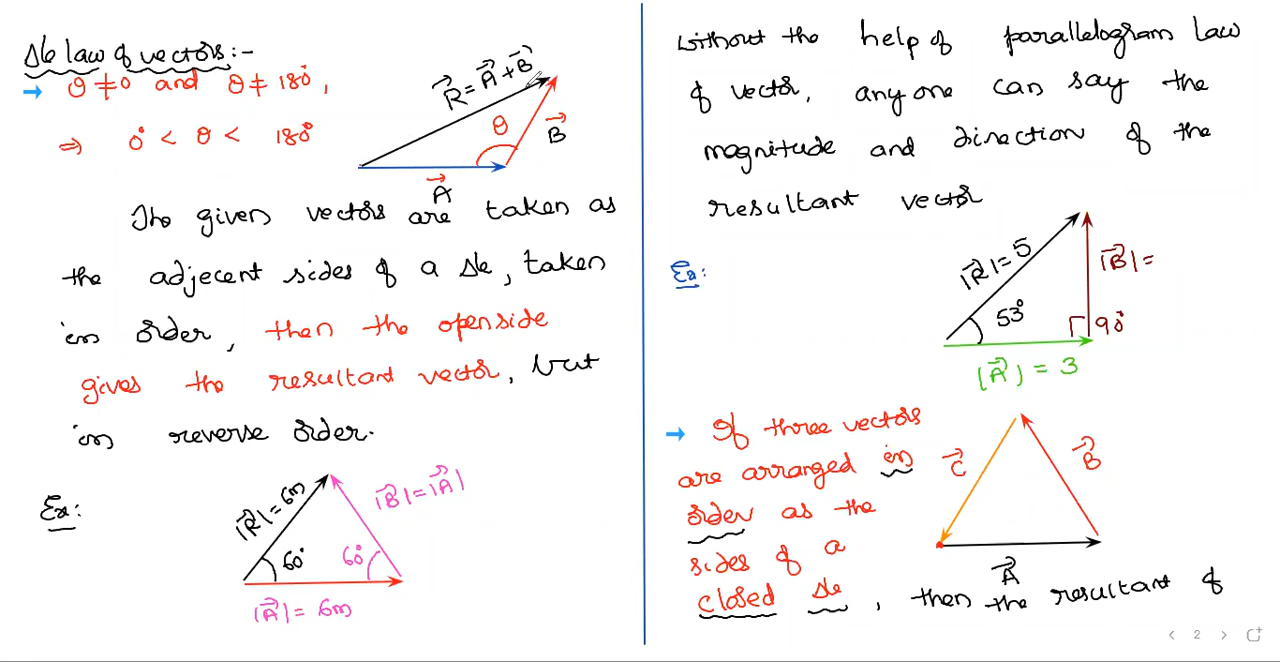 Δle law of vectors:-
→ θ ≠ 0 and θ ≠ 180°,
⇒ 0° < θ < 180°
R⃗ = A⃗ + B⃗
θ
B⃗
A⃗
The given vectors are taken as
the adjecent sides of a Δle, taken
in order, then the openside
gives the resultant vector, but
in reverse order.
Ex:
|R⃗| = 6m
|B⃗| = |A⃗|
60°
60°
|A⃗| = 6m
without the help of parallelogram law
of vector, anyone can say the
magnitude and direction of the
resultant vector
Ex:
|R⃗| = 5
|B⃗| =
53°
90°
|A⃗| = 3
→ If three vectors
are arranged in
order as the
sides of a
closed Δle, then the resultant of
C⃗
B⃗
A⃗
< 2 >